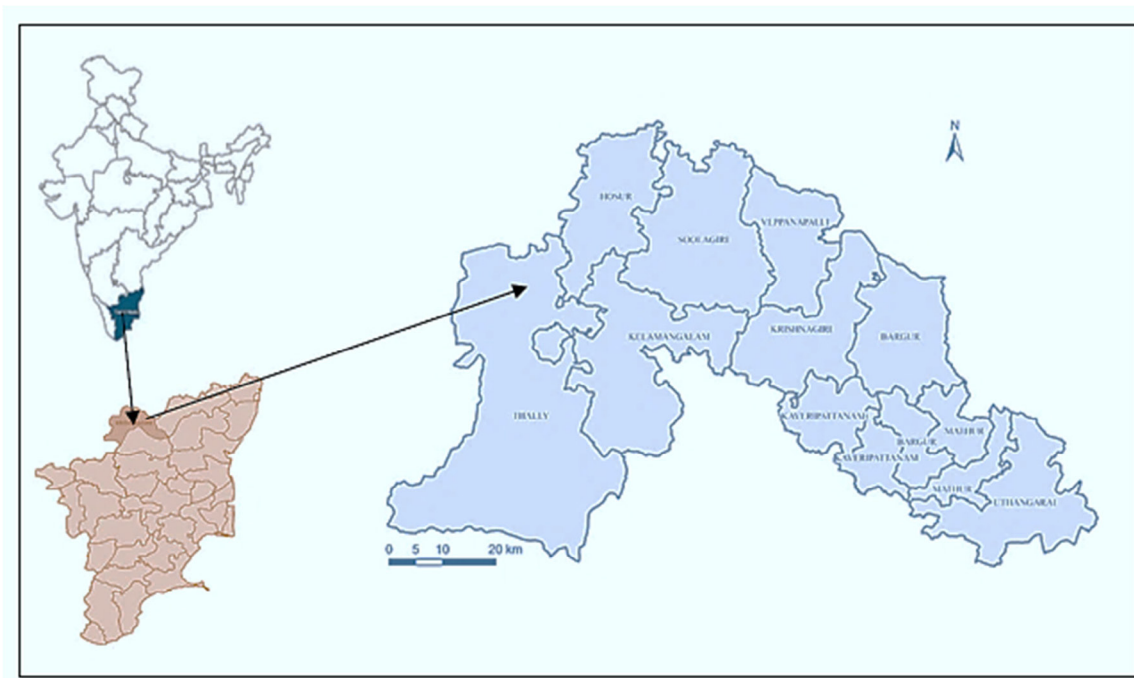 N
HOSUR
SOOLAGIRI
VEPPANAPALLI
KRISHNAGIRI
KELAMANGALAM
BARGUR
THALLY
KAVERIPATTANAM
MATHUR
BARGUR
KAVERIPATTANAM
MATHUR
UTHANGARAI
0 5 10 20 km